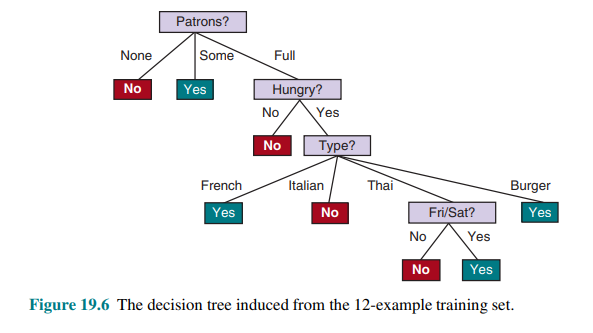 Patrons?
None Some Full
No Yes Hungry?
No Yes
No Type?
French Italian Thai Burger
Yes No Fri/Sat? Yes
No Yes
No Yes
Figure 19.6 The decision tree induced from the 12-example training set.